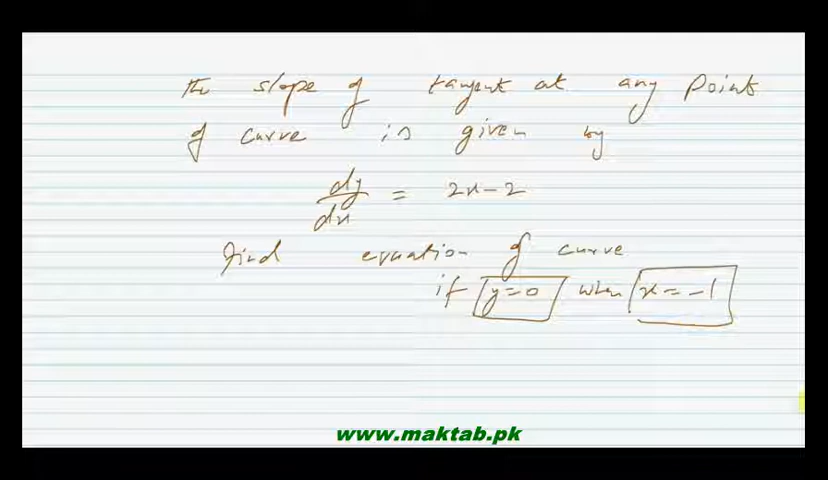 The slope of tangent at any point
of curve is given by
dy/dx = 2x-2
find equation of curve
if y=0 when x=-1
www.maktab.pk